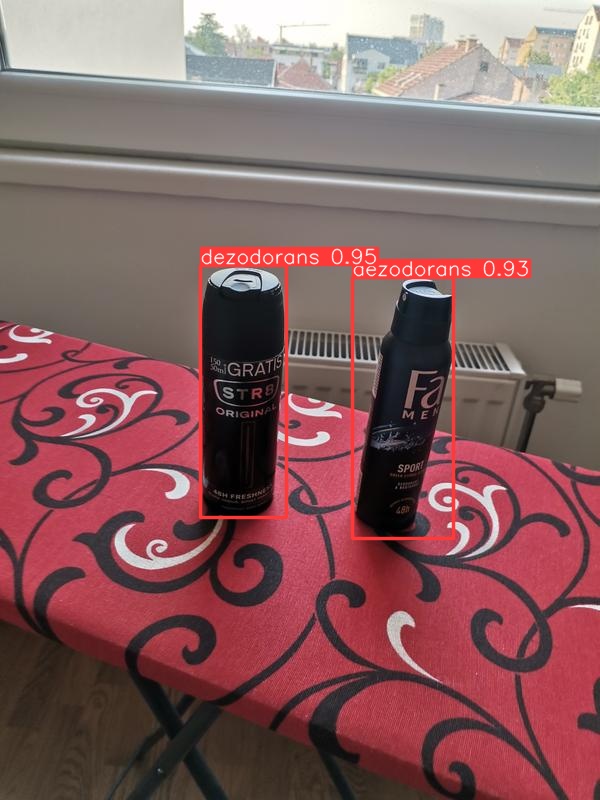 dezodorans 0.95
dezodorans 0.93
150
50ml
GRATIS
STR8
ORIGINAL
48H FRESHNESS
Fa
MEN
SPORT
48h